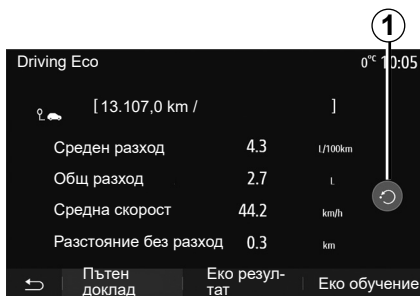 1
Driving Eco 0°C 10:05
[ 13.107,0 km / ]
Среден разход 4.3 L/100km
Общ разход 2.7 L
Средна скорост 44.2 km/h
Разстояние без разход 0.3 km
Пътен доклад
Еко резул-
тат
Еко обучение